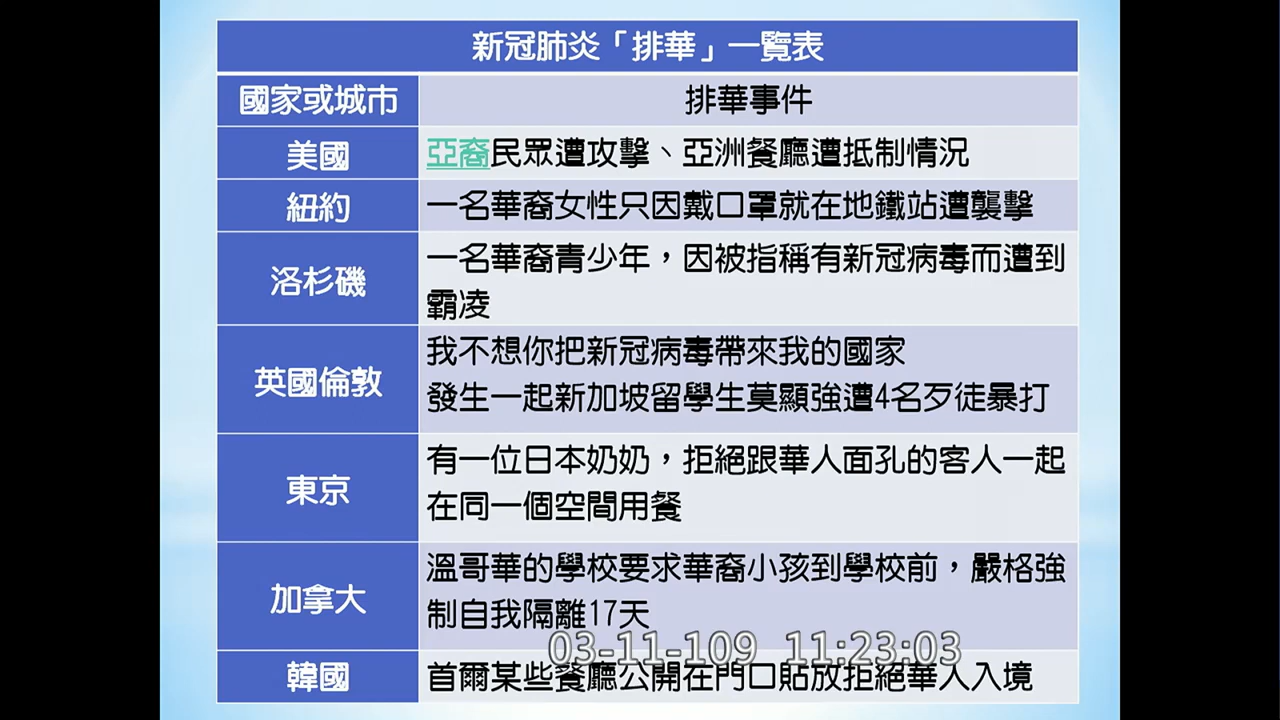 新冠肺炎「排華」一覽表
國家或城市
排華事件
美國
亞裔民眾遭攻擊、亞洲餐廳遭抵制情況
紐約
一名華裔女性只因戴口罩就在地鐵站遭襲擊
洛杉磯
一名華裔青少年，因被指稱有新冠病毒而遭到
霸凌
英國倫敦
我不想你把新冠病毒帶來我的國家
發生一起新加坡留學生莫顯強遭4名歹徒暴打
東京
有一位日本奶奶，拒絕跟華人面孔的客人一起
在同一個空間用餐
加拿大
溫哥華的學校要求華裔小孩到學校前，嚴格強
制自我隔離17天
03-11-109 11:23:03
韓國
首爾某些餐廳公開在門口貼放拒絕華人入境